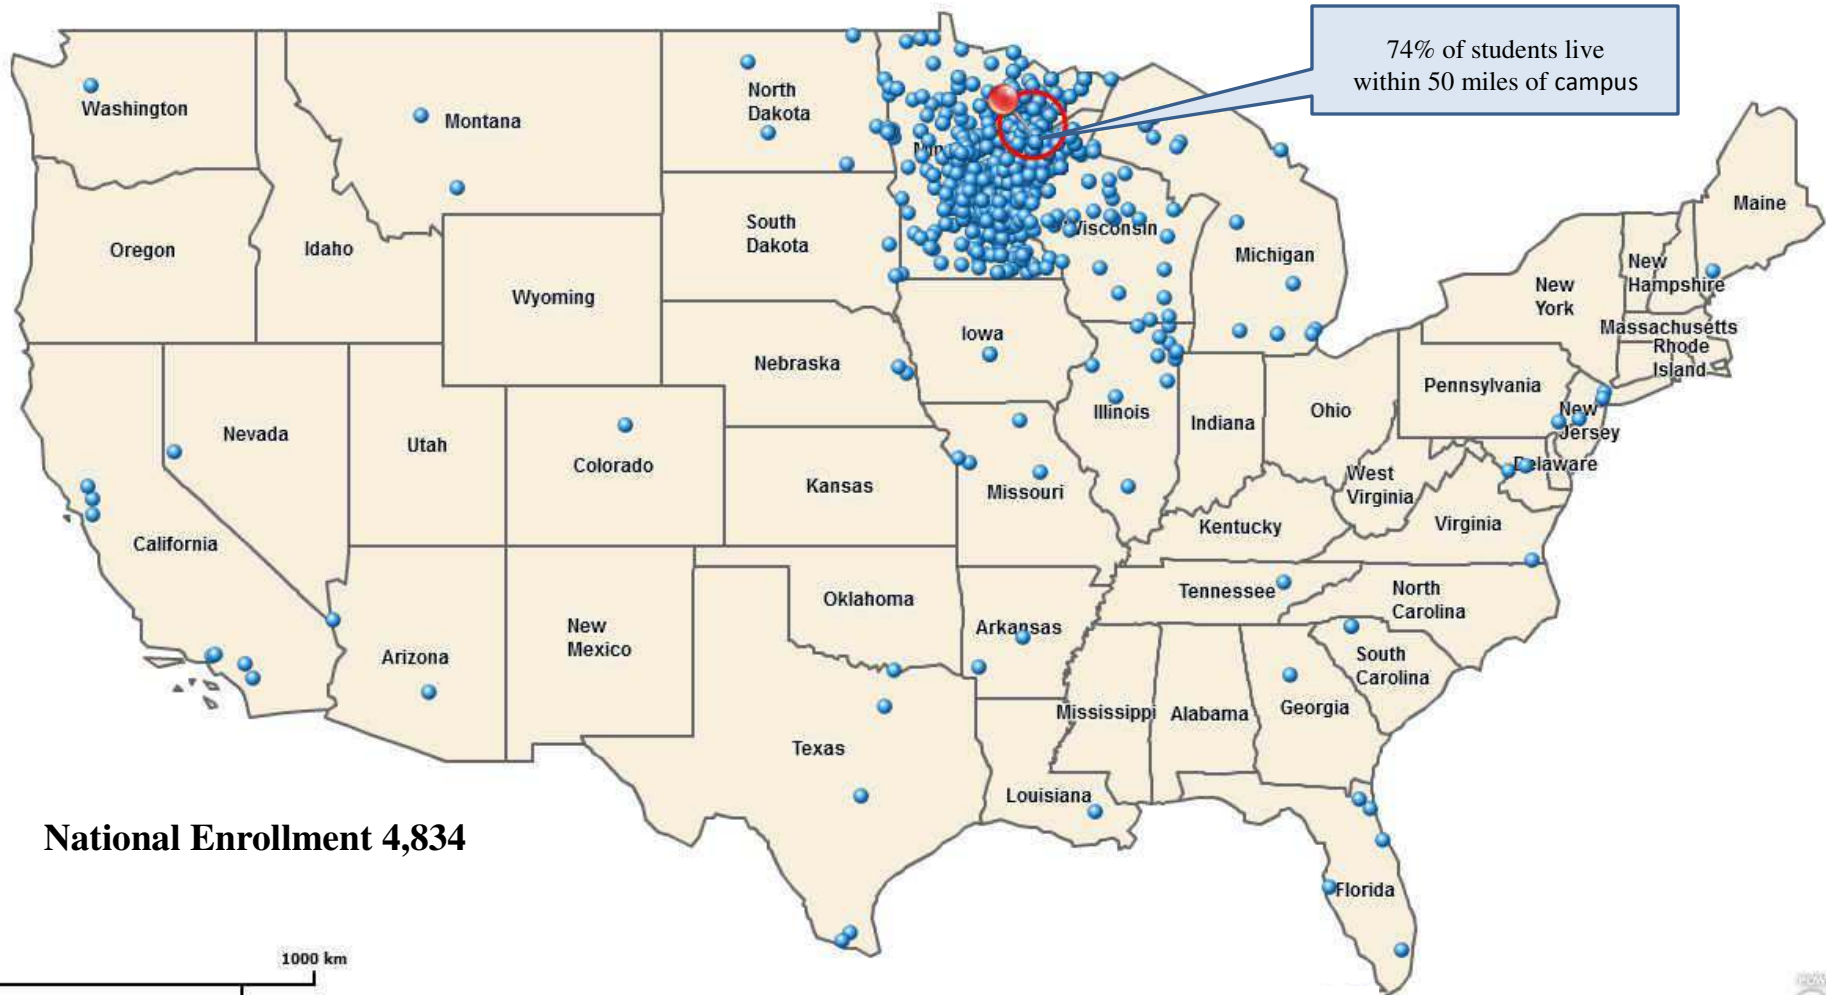 74% of students live
within 50 miles of campus
Washington
Montana
North
Dakota
Maine
Oregon
Idaho
South
Dakota
Wisconsin
Michigan
New
Hampshire
Wyoming
New
York
Iowa
Massachusetts
Rhode
Island
Nebraska
Pennsylvania
Nevada
Utah
Colorado
Illinois
Indiana
Ohio
New
Jersey
Kansas
Missouri
West
Virginia
Delaware
California
Kentucky
Virginia
Oklahoma
Tennessee
North
Carolina
New
Mexico
Arizona
Arkansas
South
Carolina
Texas
Mississippi
Alabama
Georgia
Louisiana
National Enrollment 4,834
Florida
1000 km